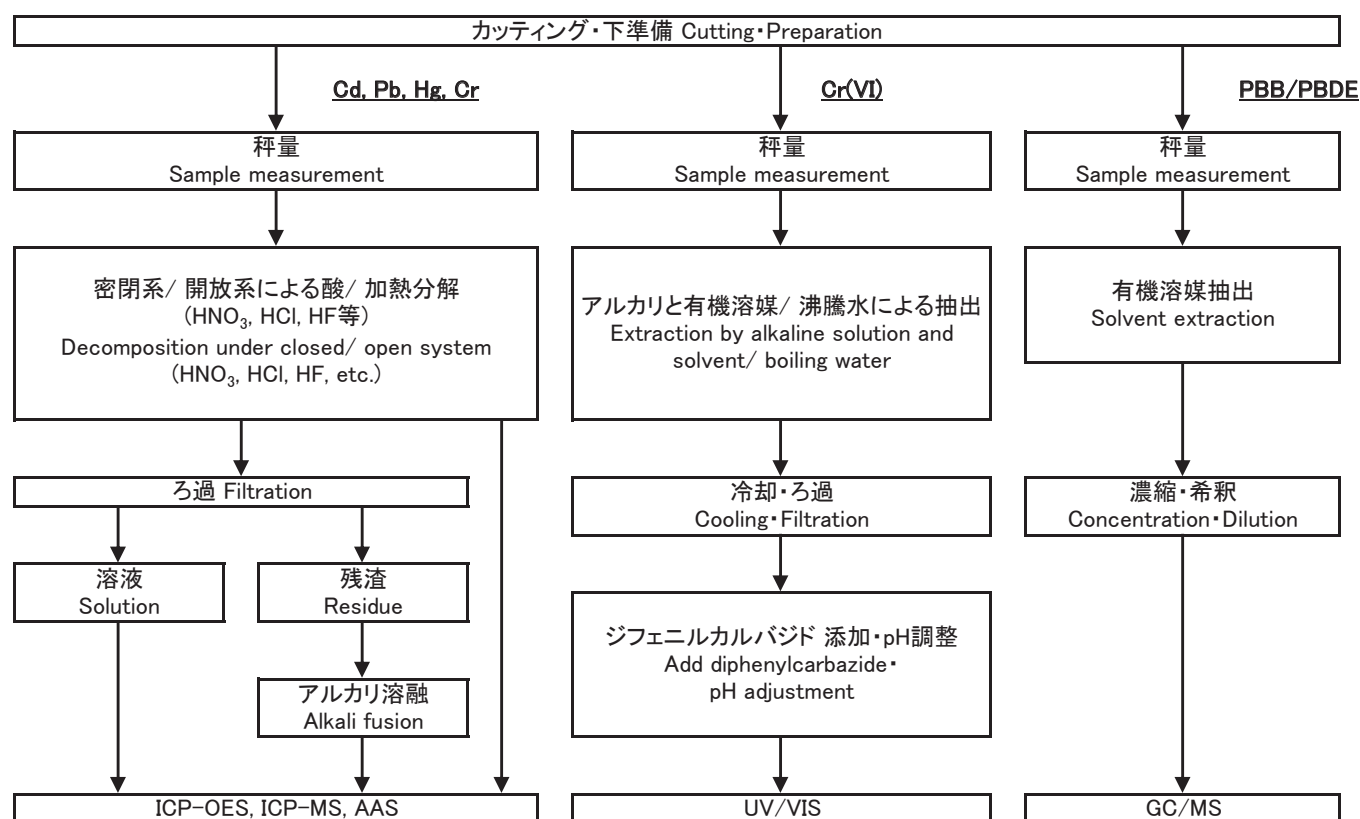 カッティング・下準備 Cutting・Preparation
Cd, Pb, Hg, Cr
Cr(VI)
PBB/PBDE
秤量
Sample measurement
秤量
Sample measurement
秤量
Sample measurement
密閉系/ 開放系による酸/ 加熱分解
(HNO₃, HCl, HF等)
Decomposition under closed/ open system
(HNO₃, HCl, HF, etc.)
アルカリと有機溶媒/ 沸騰水による抽出
Extraction by alkaline solution and
solvent/ boiling water
有機溶媒抽出
Solvent extraction
ろ過 Filtration
冷却・ろ過
Cooling・Filtration
濃縮・希釈
Concentration・Dilution
溶液
Solution
残渣
Residue
ジフェニルカルバジド 添加・pH調整
Add diphenylcarbazide・
pH adjustment
アルカリ溶融
Alkali fusion
ICP-OES, ICP-MS, AAS
UV/VIS
GC/MS